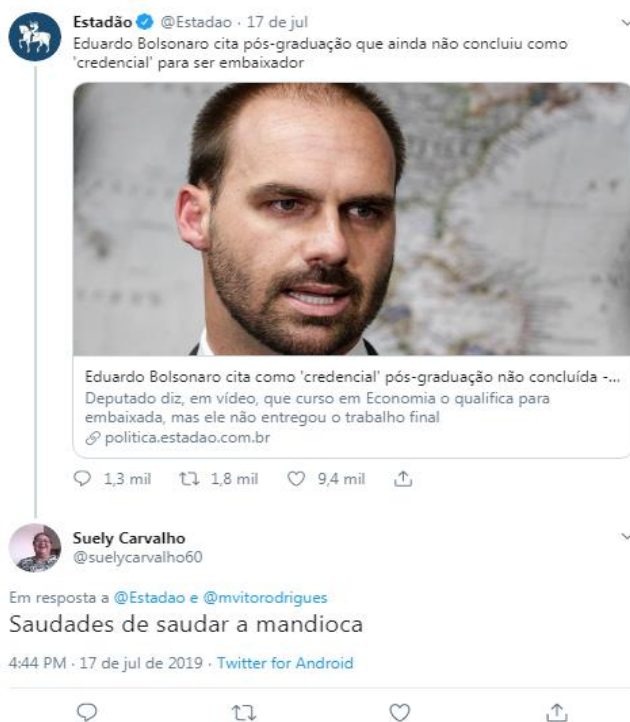 Estadão @Estadao · 17 de jul
Eduardo Bolsonaro cita pós-graduação que ainda não concluiu como
'credencial' para ser embaixador
Eduardo Bolsonaro cita como 'credencial' pós-graduação não concluída -...
Deputado diz, em vídeo, que curso em Economia o qualifica para
embaixada, mas ele não entregou o trabalho final
politica.estadao.com.br
1,3 mil 1,8 mil 9,4 mil
Suely Carvalho
@suelycarvalho60
Em resposta a @Estadao e @mvitorodrigues
Saudades de saudar a mandioca
4:44 PM · 17 de jul de 2019 · Twitter for Android